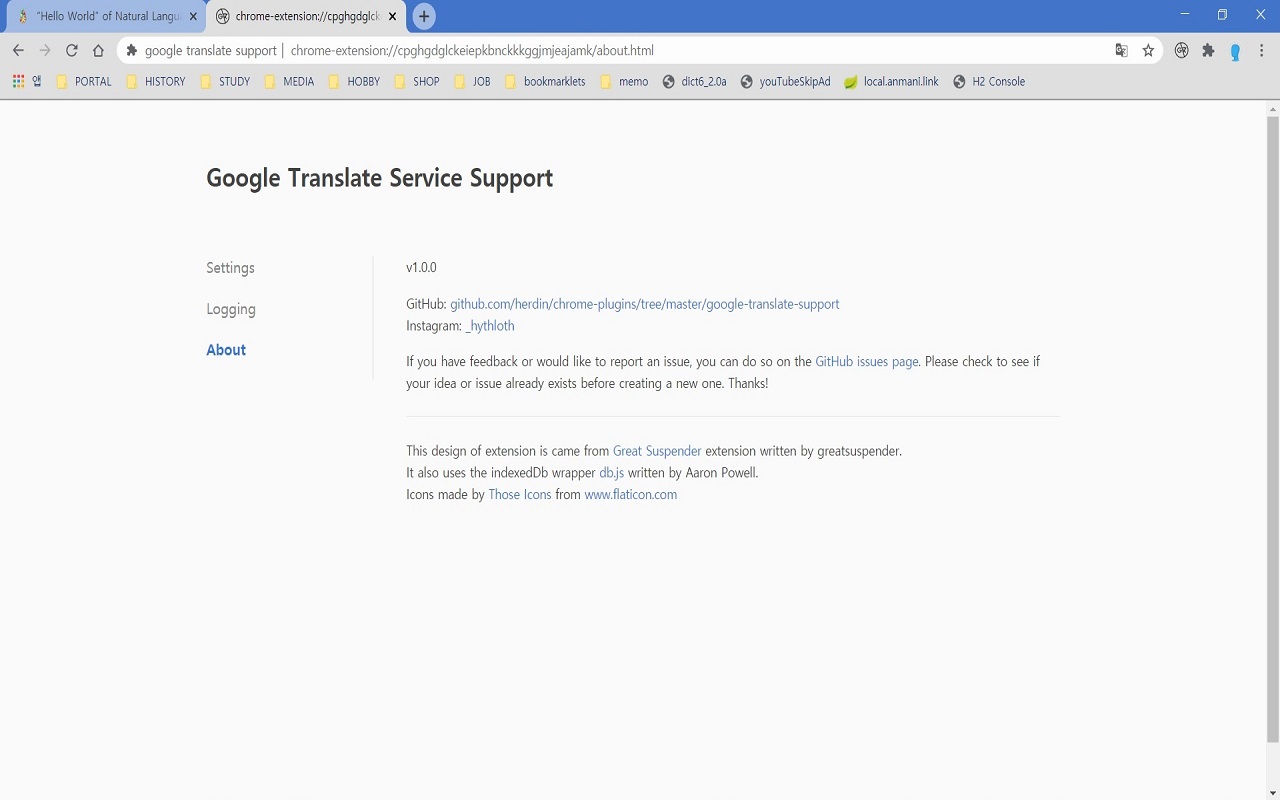 "Hello World" of Natural Langu
chrome-extension://cpghgdglck
google translate support | chrome-extension://cpghgdglckeiepkbnckkkggjmjeajamk/about.html
앱 PORTAL HISTORY STUDY MEDIA HOBBY SHOP JOB bookmarklets memo dict6_2.0a youTubeSkipAd local.anmani.link H2 Console
Google Translate Service Support
Settings
Logging
About
v1.0.0
GitHub: github.com/herdin/chrome-plugins/tree/master/google-translate-support
Instagram: _hythloth
If you have feedback or would like to report an issue, you can do so on the GitHub issues page. Please check to see if
your idea or issue already exists before creating a new one. Thanks!
This design of extension is came from Great Suspender extension written by greatsuspender.
It also uses the indexedDb wrapper db.js written by Aaron Powell.
Icons made by Those Icons from www.flaticon.com